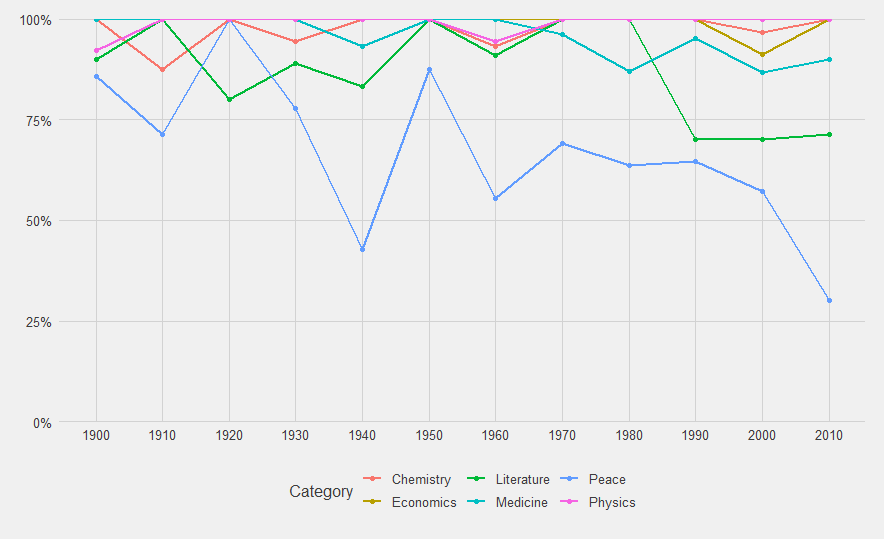 100%
75%
50%
25%
0%
1900 1910 1920 1930 1940 1950 1960 1970 1980 1990 2000 2010
Category
Chemistry Literature Peace
Economics Medicine Physics